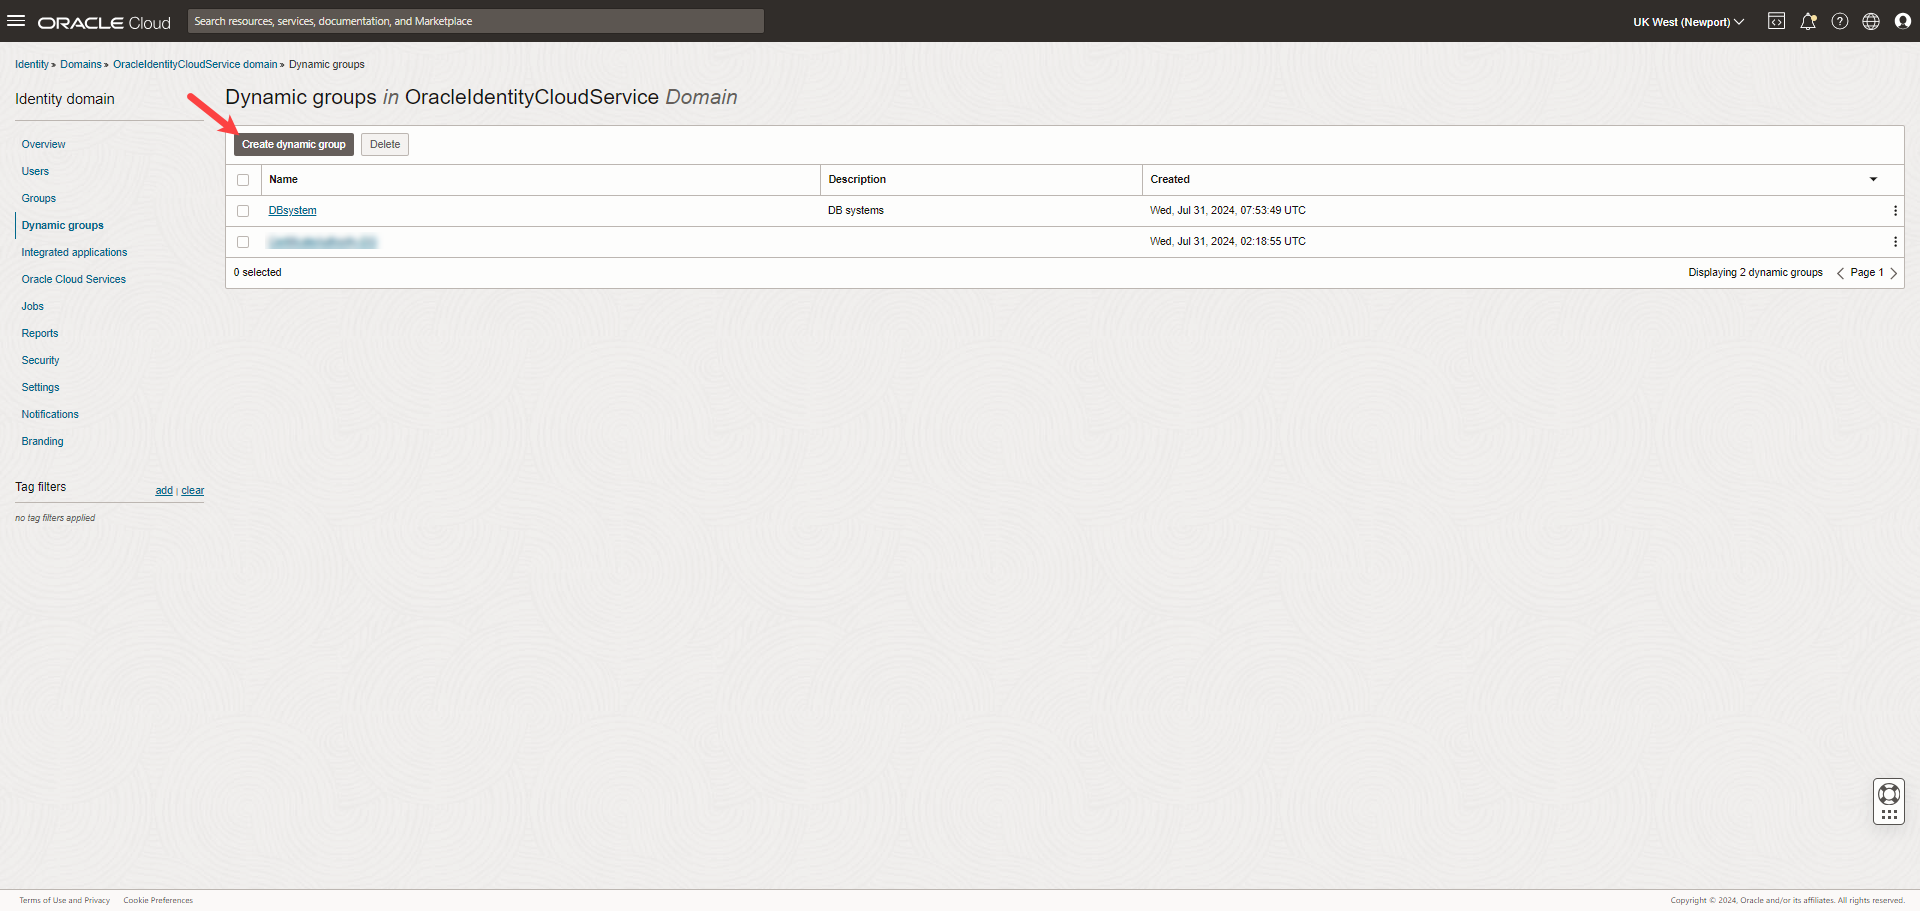 ORACLE Cloud
Search resources, services, documentation, and Marketplace
UK West (Newport)
Identity » Domains » OracleIdentityCloudService domain » Dynamic groups
Identity domain
Overview
Users
Groups
Dynamic groups
Integrated applications
Oracle Cloud Services
Jobs
Reports
Security
Settings
Notifications
Branding
Tag filters add | clear
no tag filters applied
Dynamic groups in OracleIdentityCloudService Domain
Create dynamic group Delete
Name Description Created
DBsystem DB systems Wed, Jul 31, 2024, 07:53:49 UTC
Wed, Jul 31, 2024, 02:18:55 UTC
0 selected Displaying 2 dynamic groups < Page 1 >
Terms of Use and Privacy Cookie Preferences Copyright © 2024, Oracle and/or its affiliates. All rights reserved.